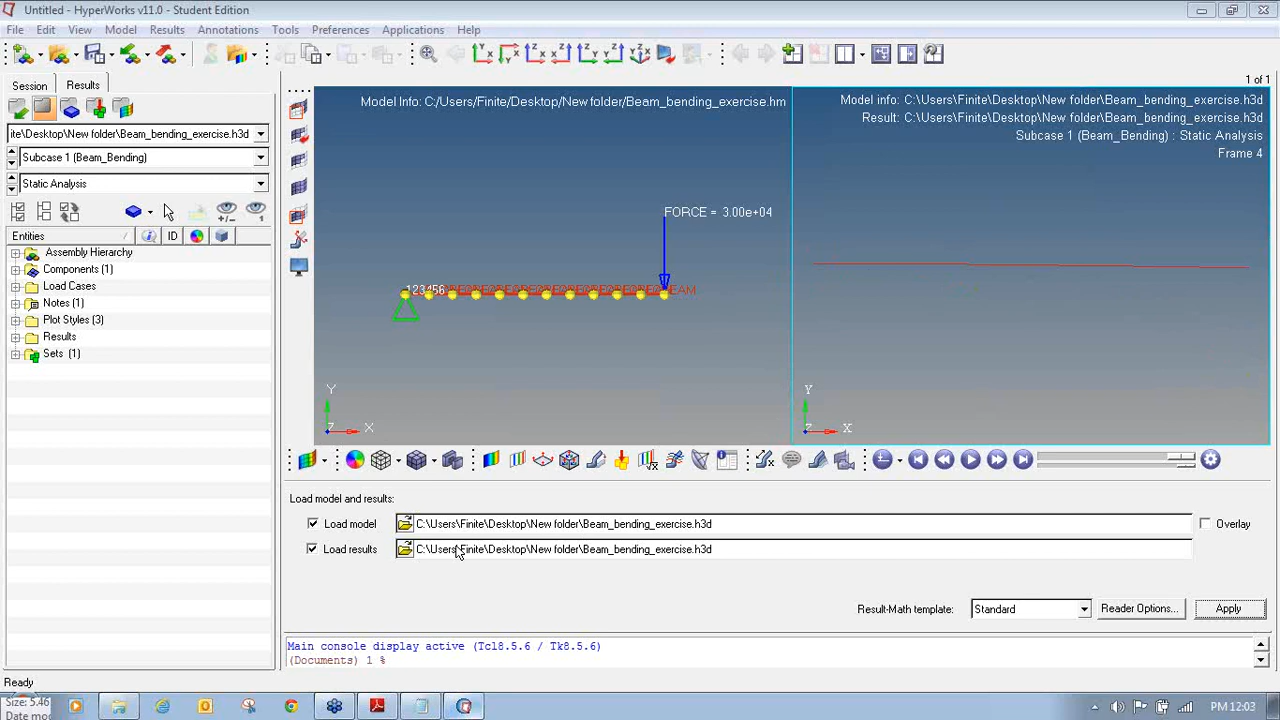 Untitled - HyperWorks v11.0 - Student Edition
File Edit View Model Results Annotations Tools Preferences Applications Help
Session Results
1 of 1
ite\Desktop\New folder\Beam_bending_exercise.h3d
Subcase 1 (Beam_Bending)
Static Analysis
Entities ID
Assembly Hierarchy
Components (1)
Load Cases
Notes (1)
Plot Styles (3)
Results
Sets (1)
Model Info: C:/Users/Finite/Desktop/New folder/Beam_bending_exercise.hm
FORCE = 3.00e+04
123456
Y
Z X
Model info: C:\Users\Finite\Desktop\New folder\Beam_bending_exercise.h3d
Result: C:\Users\Finite\Desktop\New folder\Beam_bending_exercise.h3d
Subcase 1 (Beam_Bending) : Static Analysis
Frame 4
Y
Z X
Load model and results:
Load model C:\Users\Finite\Desktop\New folder\Beam_bending_exercise.h3d Overlay
Load results C:\Users\Finite\Desktop\New folder\Beam_bending_exercise.h3d
Result-Math template: Standard Reader Options... Apply
Main console display active (Tcl8.5.6 / Tk8.5.6)
(Documents) 1 %
Ready
Size: 5.46
Date mo
PM 12:03